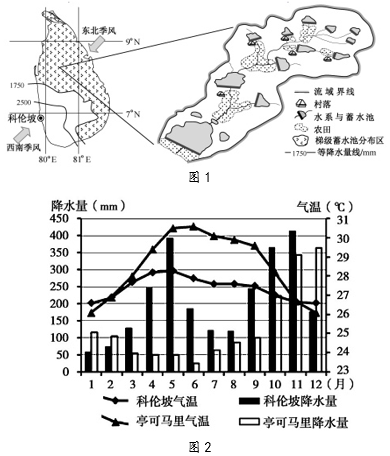 东北季风
9°N
1750
2500
7°N
科伦坡
80°E 81°E
西南季风
流域界线
村落
水系与蓄水池
农田
梯级蓄水池分布区
—1750— 等降水量线/mm
图1
降水量(mm) 气温(℃)
450 31
400 30
350 29
300 28
250 27
200 26
150 25
100 24
50 23
0
1 2 3 4 5 6 7 8 9 10 11 12 (月)
科伦坡气温 科伦坡降水量
亭可马里气温 亭可马里降水量
图2